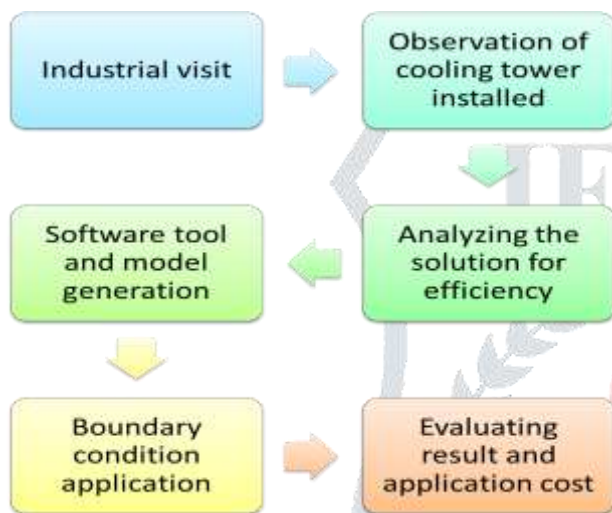 Industrial visit
Observation of
cooling tower
installed
Analyzing the
solution for
efficiency
Software tool
and model
generation
Boundary
condition
application
Evaluating
result and
application cost